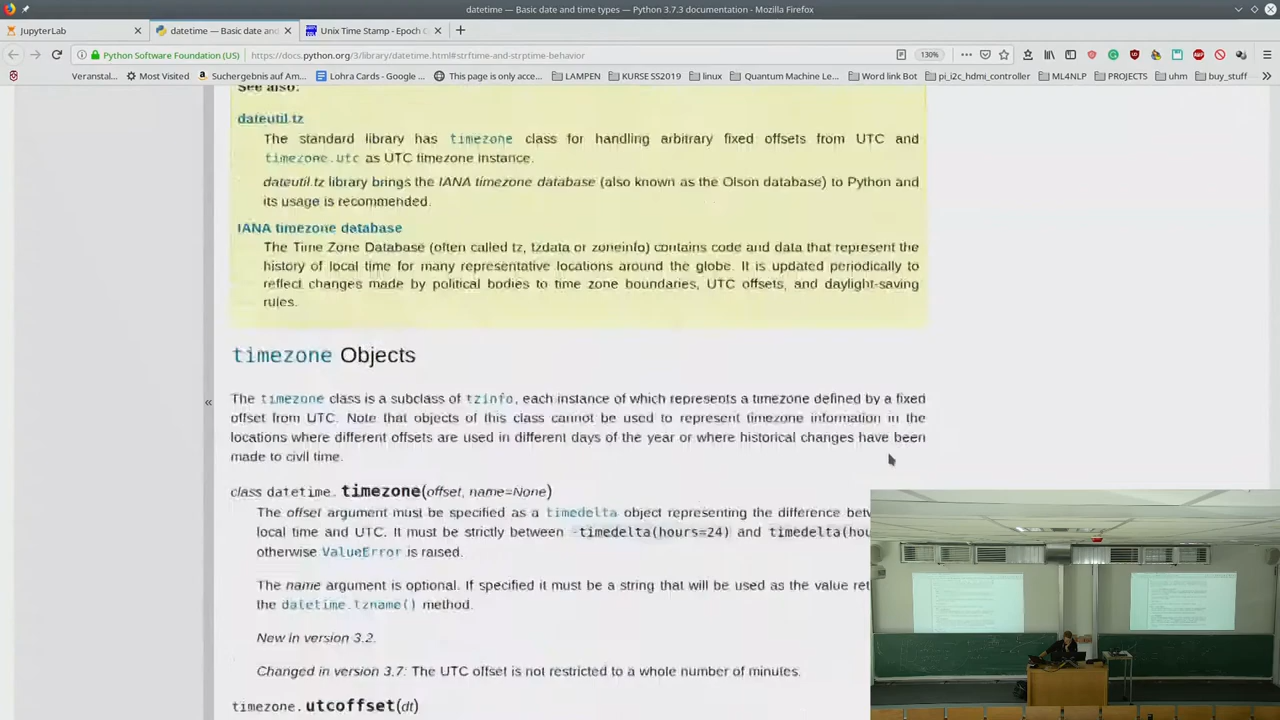 datetime — Basic date and time types — Python 3.7.3 documentation - Mozilla Firefox
JupyterLab
datetime — Basic date and
Unix Time Stamp - Epoch C
Python Software Foundation (US)
https://docs.python.org/3/library/datetime.html#strftime-and-strptime-behavior
130%
Veranstal...
Most Visited
Suchergebnis auf Am...
Lohra Cards - Google ...
This page is only acce...
LAMPEN
KURSE SS2019
linux
Quantum Machine Le...
Word link Bot
pi_i2c_hdmi_controller
ML4NLP
PROJECTS
uhm
buy_stuff
See also:
dateutil.tz
The standard library has timezone class for handling arbitrary fixed offsets from UTC and
timezone.utc as UTC timezone instance.
dateutil.tz library brings the IANA timezone database (also known as the Olson database) to Python and
its usage is recommended.
IANA timezone database
The Time Zone Database (often called tz, tzdata or zoneinfo) contains code and data that represent the
history of local time for many representative locations around the globe. It is updated periodically to
reflect changes made by political bodies to time zone boundaries, UTC offsets, and daylight-saving
rules.
timezone Objects
«
The timezone class is a subclass of tzinfo, each instance of which represents a timezone defined by a fixed
offset from UTC. Note that objects of this class cannot be used to represent timezone information in the
locations where different offsets are used in different days of the year or where historical changes have been
made to civil time.
class datetime.timezone(offset, name=None)
The offset argument must be specified as a timedelta object representing the difference betw
local time and UTC. It must be strictly between -timedelta(hours=24) and timedelta(hou
otherwise ValueError is raised.
The name argument is optional. If specified it must be a string that will be used as the value ret
the datetime.tzname() method.
New in version 3.2.
Changed in version 3.7: The UTC offset is not restricted to a whole number of minutes.
timezone.utcoffset(dt)